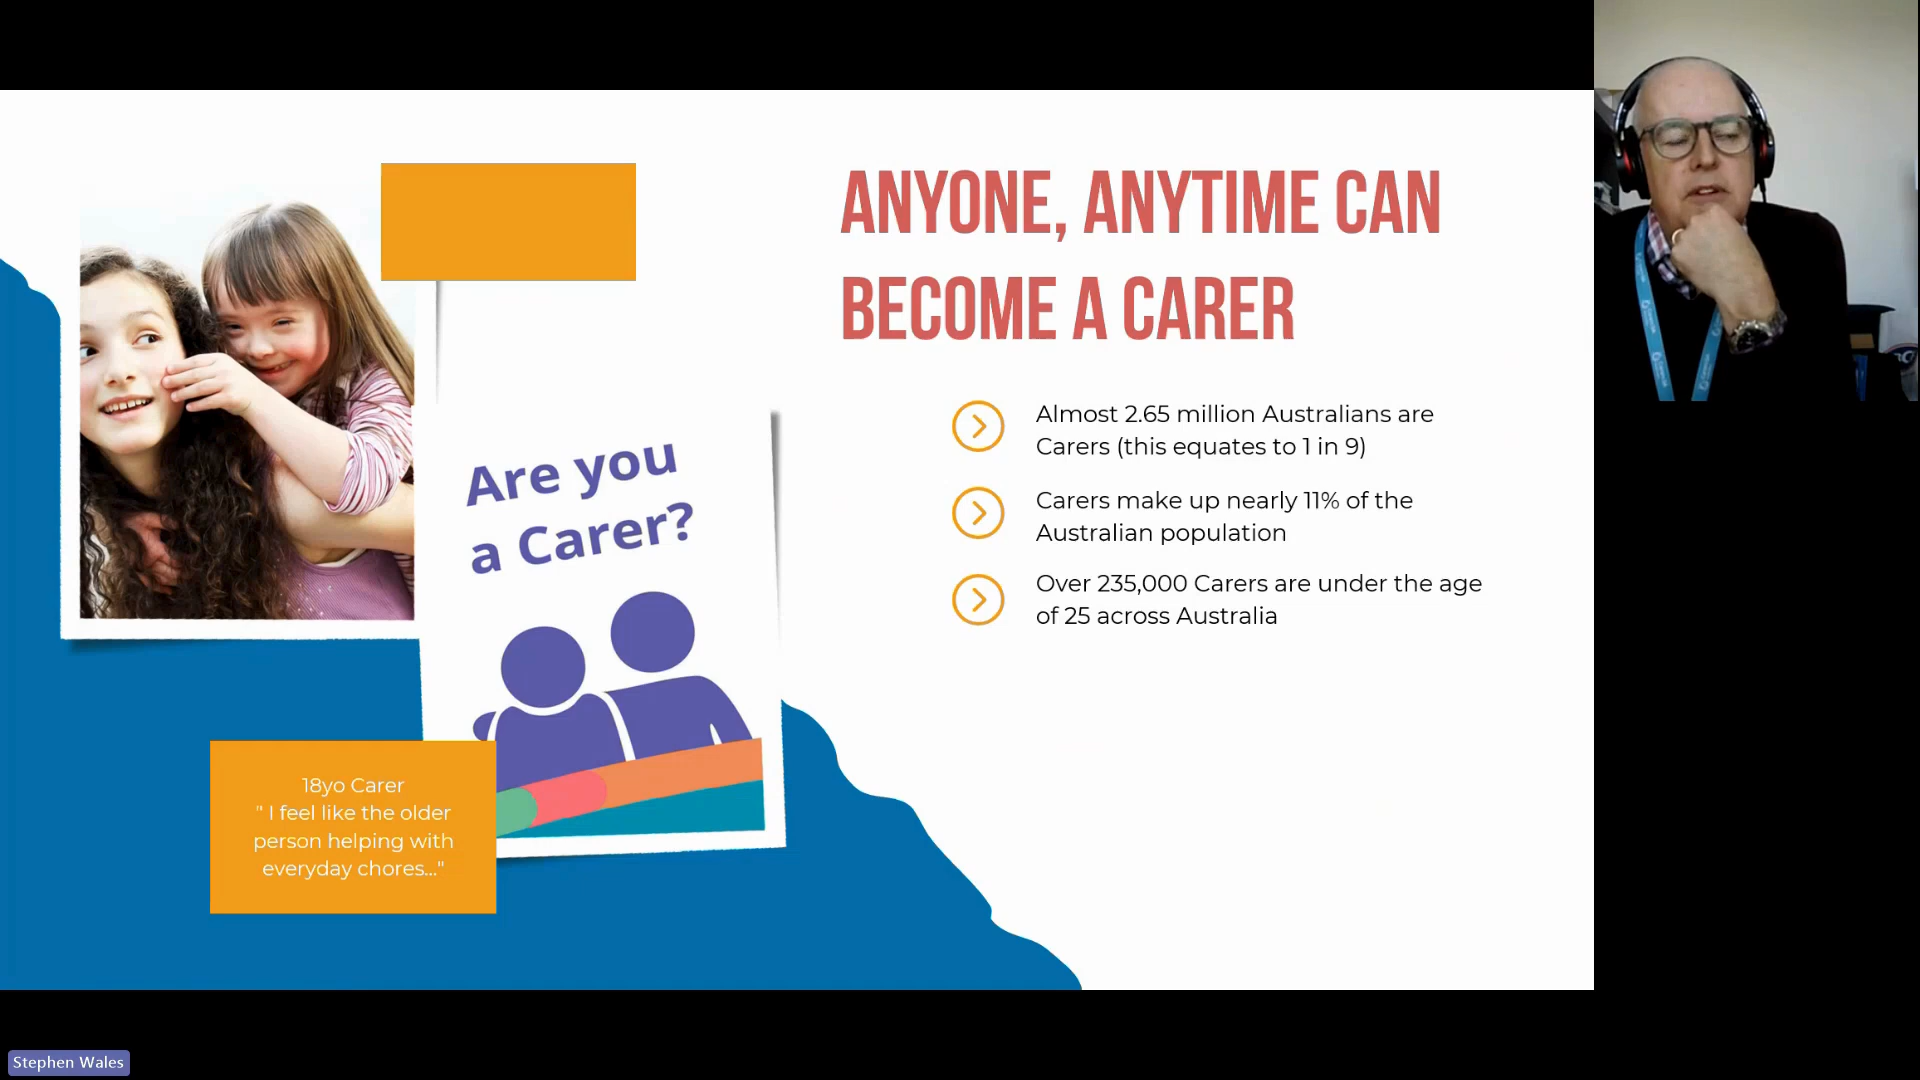 ANYONE, ANYTIME CAN
BECOME A CARER
Almost 2.65 million Australians are
Carers (this equates to 1 in 9)
Carers make up nearly 11% of the
Australian population
Over 235,000 Carers are under the age
of 25 across Australia
Are you
a Carer?
18yo Carer
" I feel like the older
person helping with
everyday chores..."
Stephen Wales